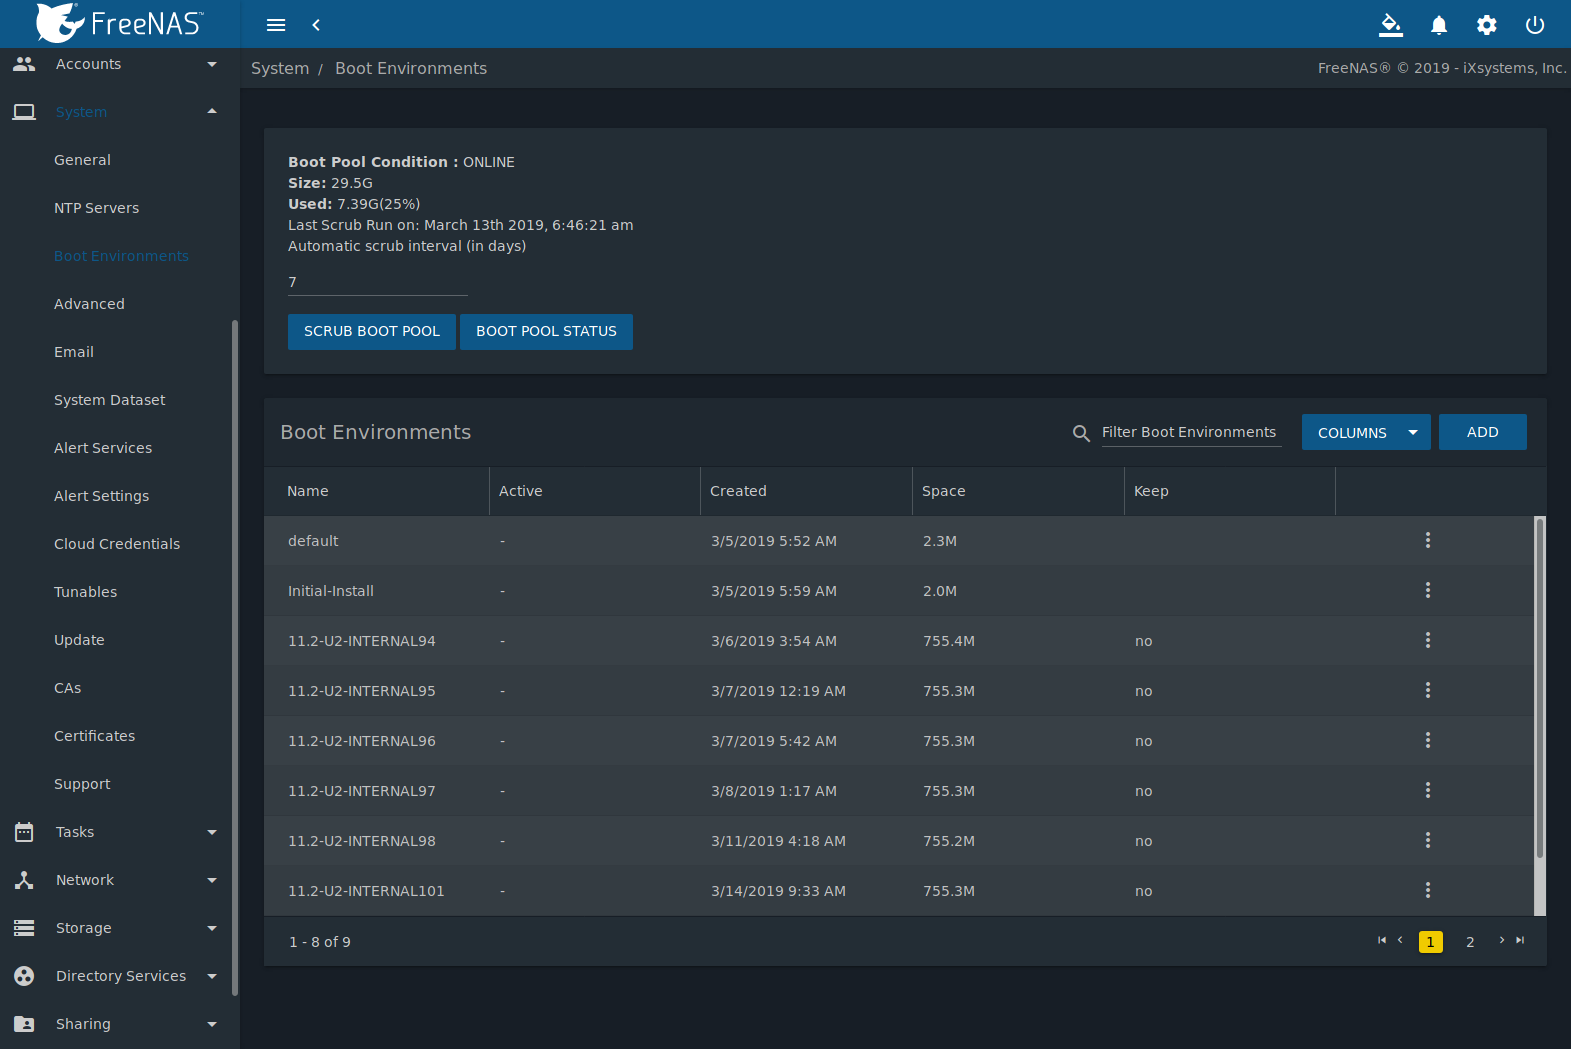 FreeNAS™
System / Boot Environments
FreeNAS® © 2019 - iXsystems, Inc.
Accounts
System
General
NTP Servers
Boot Environments
Advanced
Email
System Dataset
Alert Services
Alert Settings
Cloud Credentials
Tunables
Update
CAs
Certificates
Support
Tasks
Network
Storage
Directory Services
Sharing
Boot Pool Condition : ONLINE
Size: 29.5G
Used: 7.39G(25%)
Last Scrub Run on: March 13th 2019, 6:46:21 am
Automatic scrub interval (in days)
7
SCRUB BOOT POOL BOOT POOL STATUS
Boot Environments Filter Boot Environments COLUMNS ADD
Name Active Created Space Keep
default - 3/5/2019 5:52 AM 2.3M
Initial-Install - 3/5/2019 5:59 AM 2.0M
11.2-U2-INTERNAL94 - 3/6/2019 3:54 AM 755.4M no
11.2-U2-INTERNAL95 - 3/7/2019 12:19 AM 755.3M no
11.2-U2-INTERNAL96 - 3/7/2019 5:42 AM 755.3M no
11.2-U2-INTERNAL97 - 3/8/2019 1:17 AM 755.3M no
11.2-U2-INTERNAL98 - 3/11/2019 4:18 AM 755.2M no
11.2-U2-INTERNAL101 - 3/14/2019 9:33 AM 755.3M no
1 - 8 of 9 1 2